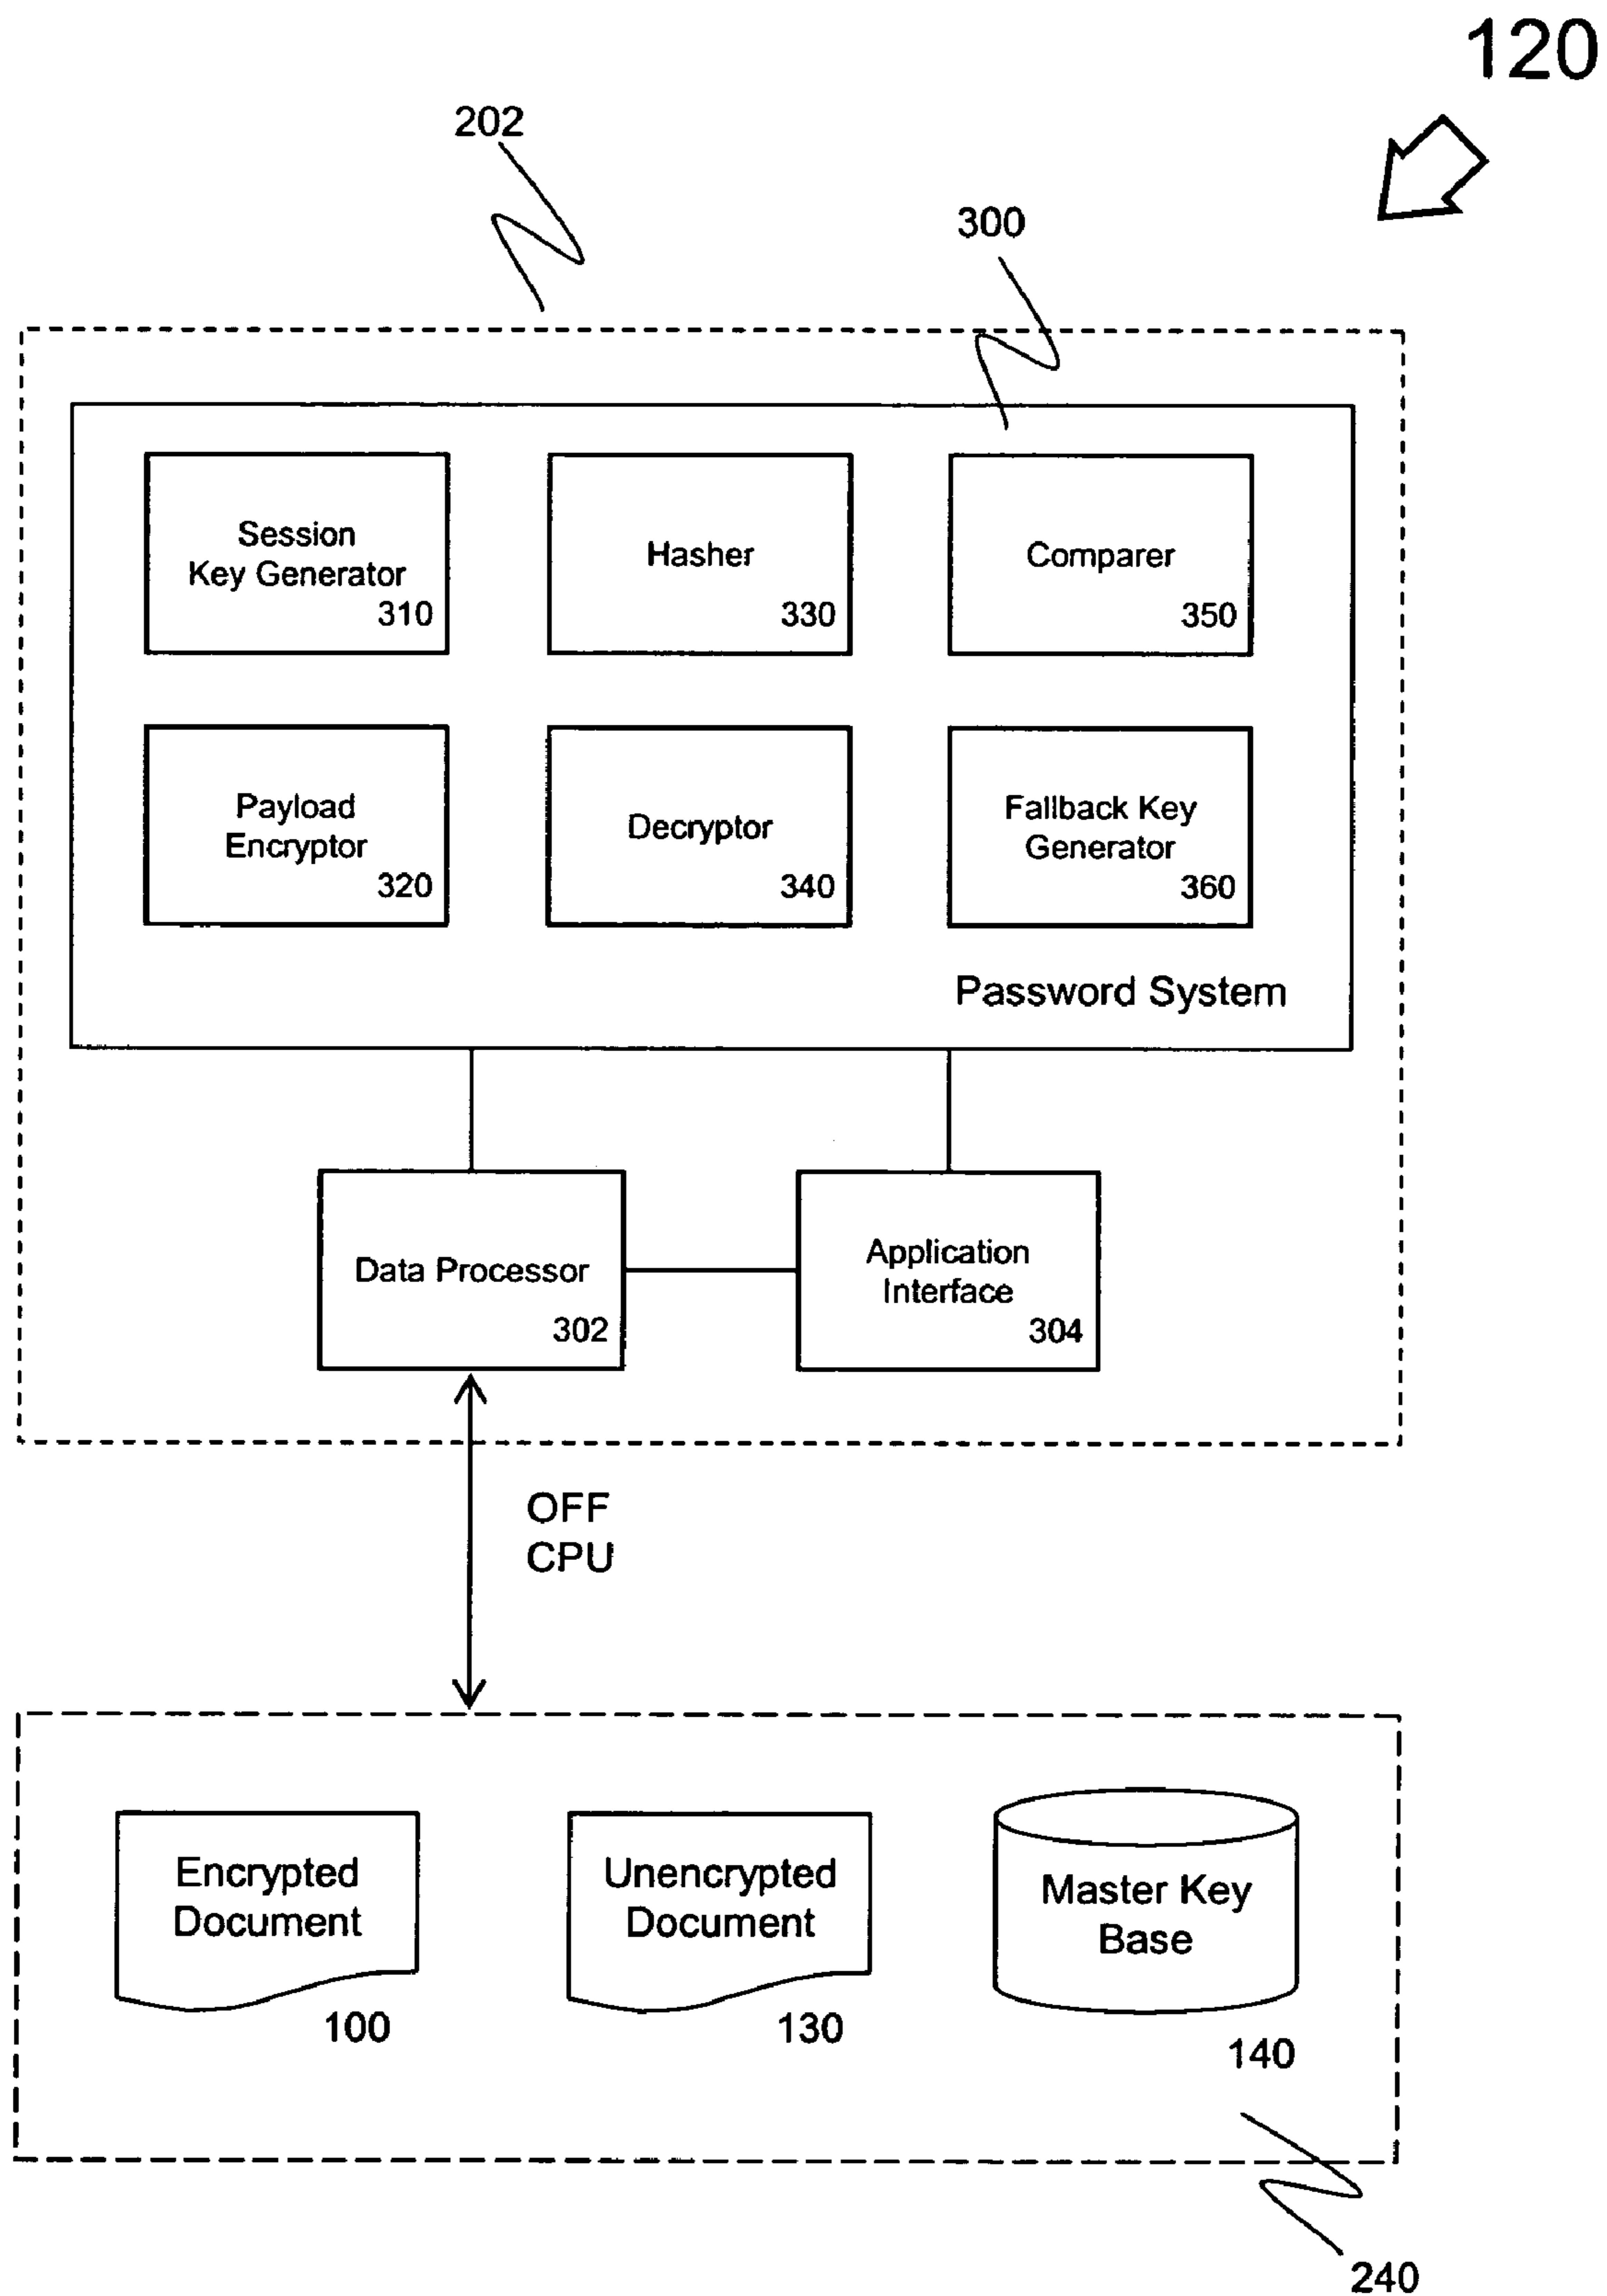 120
202
300
Session
Key Generator
310
Hasher
330
Comparer
350
Payload
Encryptor
320
Decryptor
340
Fallback Key
Generator
360
Password System
Data Processor
302
Application
Interface
304
OFF
CPU
Encrypted
Document
100
Unencrypted
Document
130
Master Key
Base
140
240